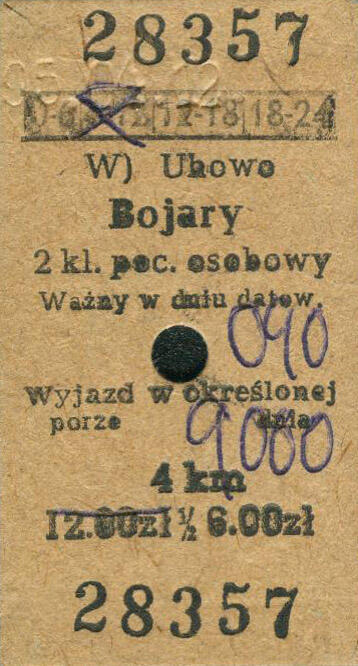 28357
0-6 6-12 12-18 18-24
W) Uhowo
Bojary
2 kl. poc. osobowy
Ważny w dniu datow.
090
Wyjazd w określonej
porze dnia
9000
4 km
12.00zł ½ 6.00zł
28357